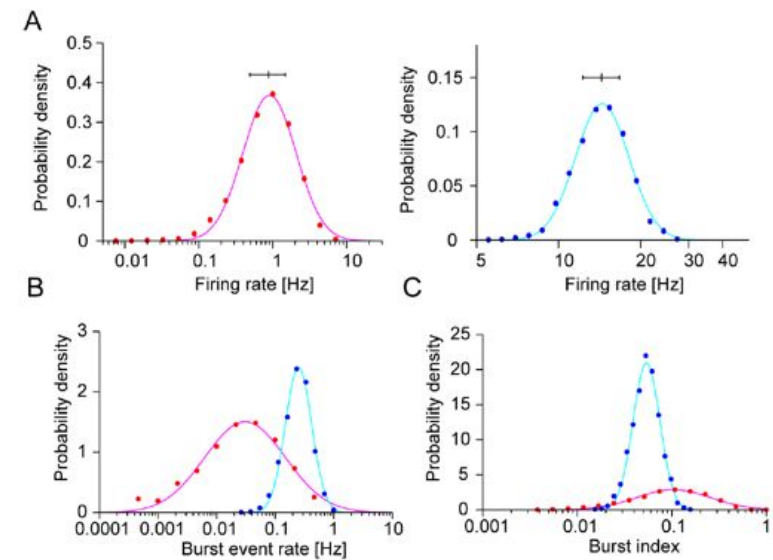 A
Probability density
0.5
0.4
0.3
0.2
0.1
0
0.01 0.1 1 10
Firing rate [Hz]
Probability density
0.15
0.1
0.05
0
5 10 20 30 40
Firing rate [Hz]
B
Probability density
3
2
1
0
0.0001 0.001 0.01 0.1 1 10
Burst event rate [Hz]
C
Probability density
25
20
15
10
5
0
0.001 0.01 0.1 1
Burst index